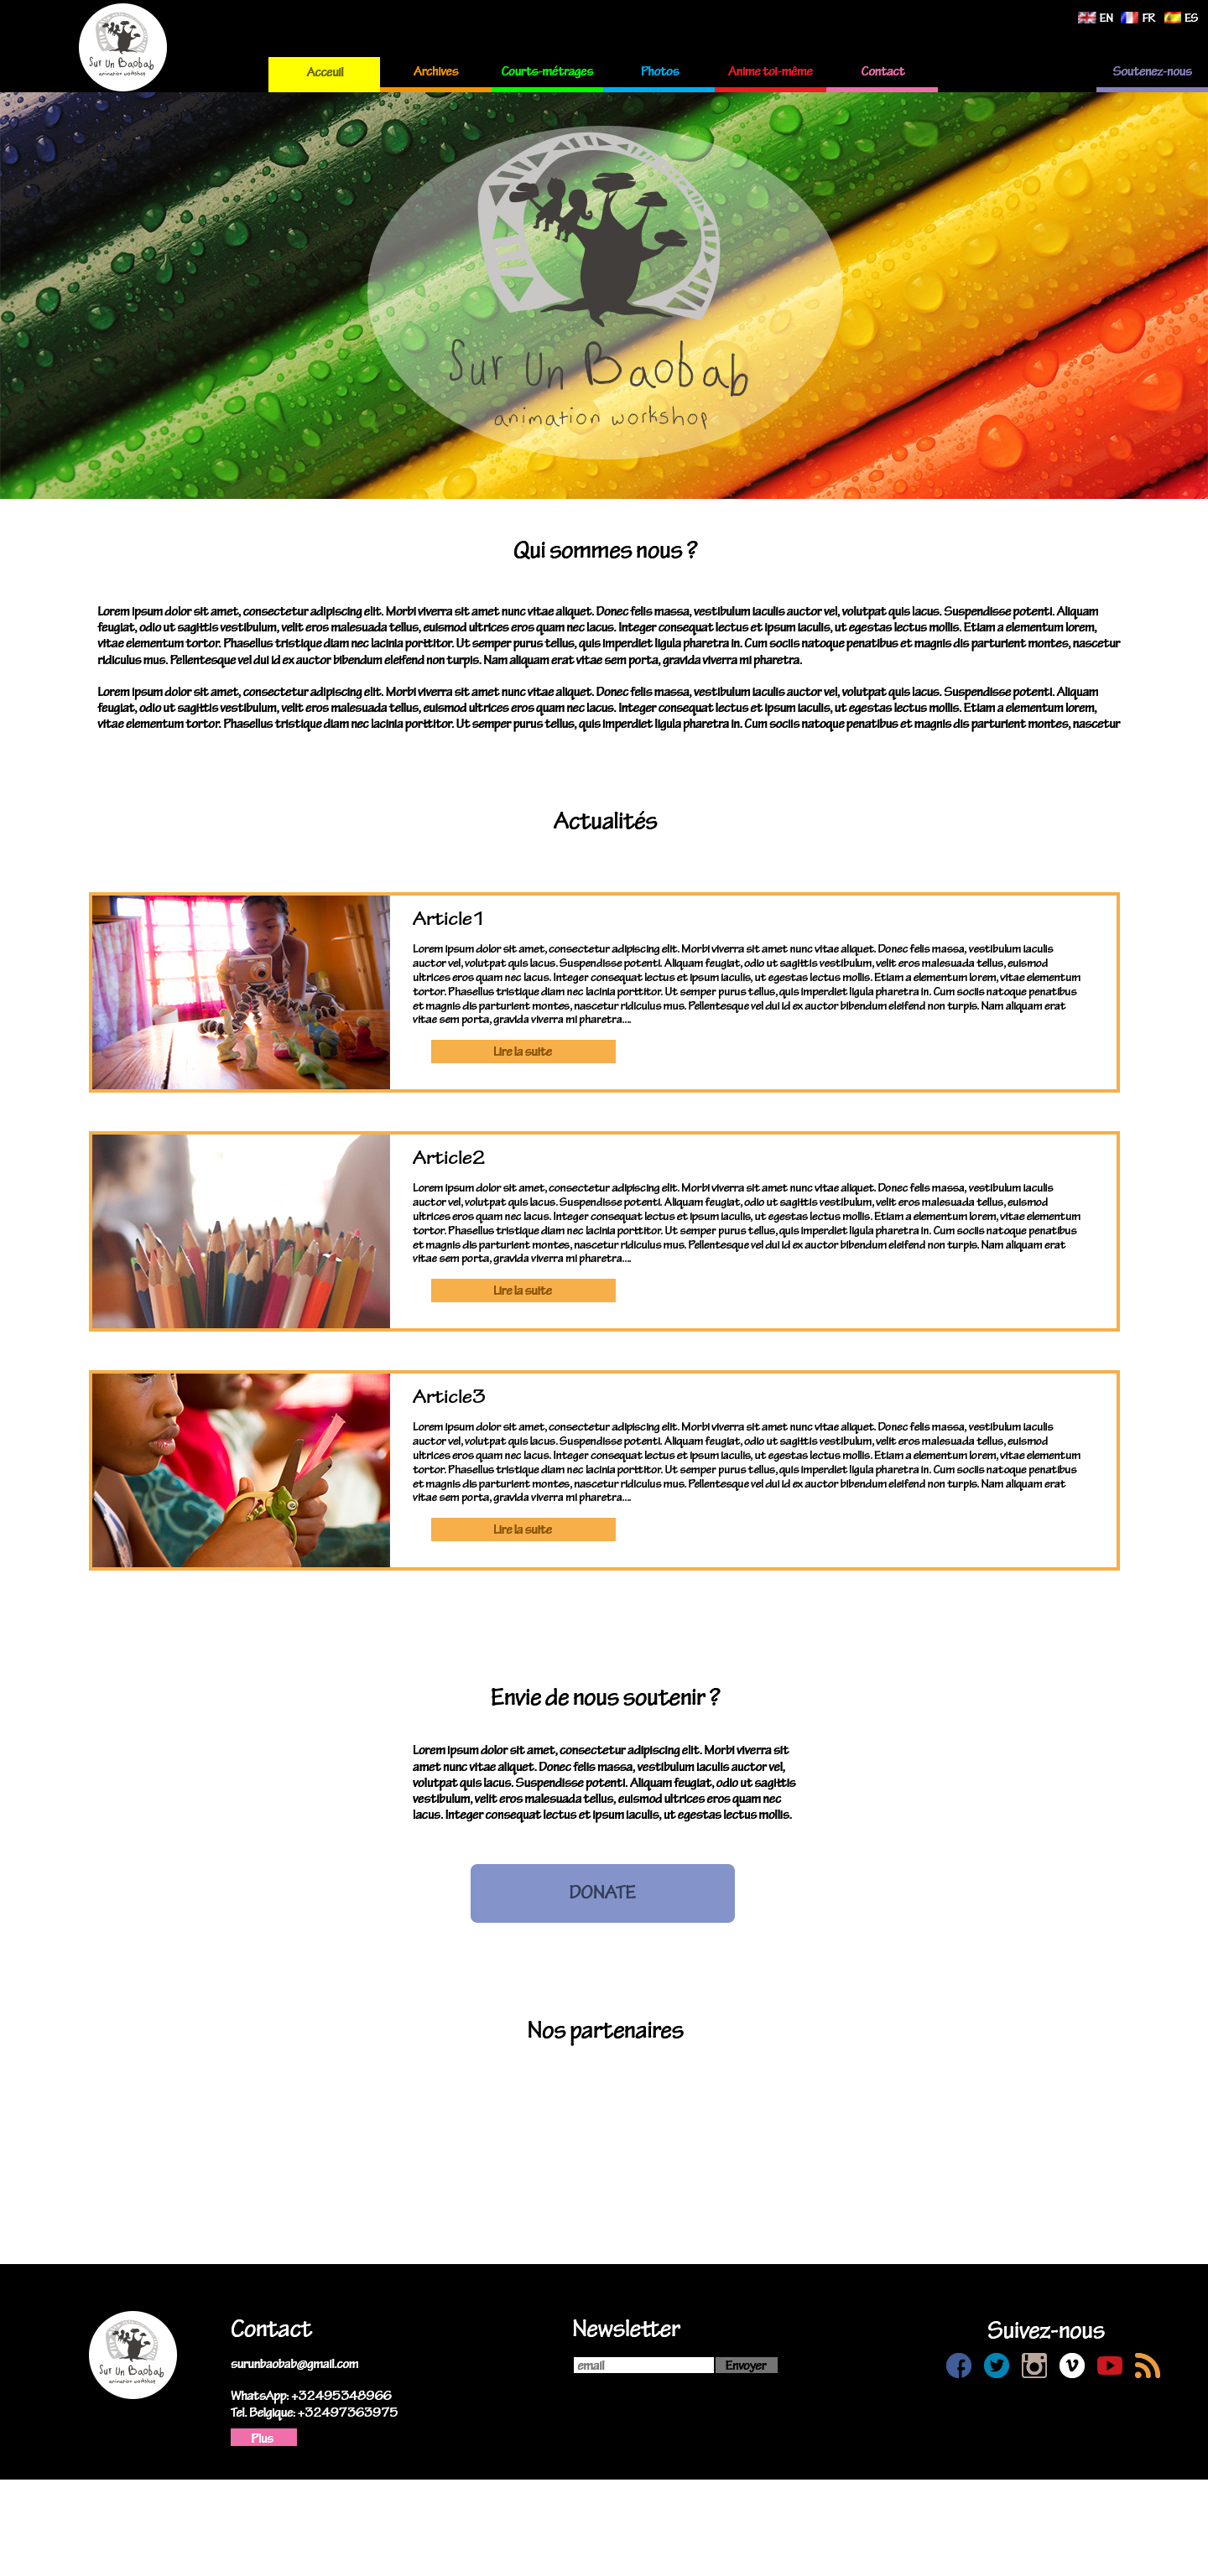 EN FR ES
Sur Un Baobab
animation workshop
Acceuil Archives Courts-métrages Photos Anime toi-même Contact Soutenez-nous
Sur Un Baobab
animation workshop
Qui sommes nous ?
Lorem ipsum dolor sit amet, consectetur adipiscing elit. Morbi viverra sit amet nunc vitae aliquet. Donec felis massa, vestibulum iaculis auctor vel, volutpat quis lacus. Suspendisse potenti. Aliquam
feugiat, odio ut sagittis vestibulum, velit eros malesuada tellus, euismod ultrices eros quam nec lacus. Integer consequat lectus et ipsum iaculis, ut egestas lectus mollis. Etiam a elementum lorem,
vitae elementum tortor. Phasellus tristique diam nec lacinia porttitor. Ut semper purus tellus, quis imperdiet ligula pharetra in. Cum sociis natoque penatibus et magnis dis parturient montes, nascetur
ridiculus mus. Pellentesque vel dui id ex auctor bibendum eleifend non turpis. Nam aliquam erat vitae sem porta, gravida viverra mi pharetra.
Lorem ipsum dolor sit amet, consectetur adipiscing elit. Morbi viverra sit amet nunc vitae aliquet. Donec felis massa, vestibulum iaculis auctor vel, volutpat quis lacus. Suspendisse potenti. Aliquam
feugiat, odio ut sagittis vestibulum, velit eros malesuada tellus, euismod ultrices eros quam nec lacus. Integer consequat lectus et ipsum iaculis, ut egestas lectus mollis. Etiam a elementum lorem,
vitae elementum tortor. Phasellus tristique diam nec lacinia porttitor. Ut semper purus tellus, quis imperdiet ligula pharetra in. Cum sociis natoque penatibus et magnis dis parturient montes, nascetur
Actualités
Article1
Lorem ipsum dolor sit amet, consectetur adipiscing elit. Morbi viverra sit amet nunc vitae aliquet. Donec felis massa, vestibulum iaculis
auctor vel, volutpat quis lacus. Suspendisse potenti. Aliquam feugiat, odio ut sagittis vestibulum, velit eros malesuada tellus, euismod
ultrices eros quam nec lacus. Integer consequat lectus et ipsum iaculis, ut egestas lectus mollis. Etiam a elementum lorem, vitae elementum
tortor. Phasellus tristique diam nec lacinia porttitor. Ut semper purus tellus, quis imperdiet ligula pharetra in. Cum sociis natoque penatibus
et magnis dis parturient montes, nascetur ridiculus mus. Pellentesque vel dui id ex auctor bibendum eleifend non turpis. Nam aliquam erat
vitae sem porta, gravida viverra mi pharetra....
Lire la suite
Article2
Lorem ipsum dolor sit amet, consectetur adipiscing elit. Morbi viverra sit amet nunc vitae aliquet. Donec felis massa, vestibulum iaculis
auctor vel, volutpat quis lacus. Suspendisse potenti. Aliquam feugiat, odio ut sagittis vestibulum, velit eros malesuada tellus, euismod
ultrices eros quam nec lacus. Integer consequat lectus et ipsum iaculis, ut egestas lectus mollis. Etiam a elementum lorem, vitae elementum
tortor. Phasellus tristique diam nec lacinia porttitor. Ut semper purus tellus, quis imperdiet ligula pharetra in. Cum sociis natoque penatibus
et magnis dis parturient montes, nascetur ridiculus mus. Pellentesque vel dui id ex auctor bibendum eleifend non turpis. Nam aliquam erat
vitae sem porta, gravida viverra mi pharetra....
Lire la suite
Article3
Lorem ipsum dolor sit amet, consectetur adipiscing elit. Morbi viverra sit amet nunc vitae aliquet. Donec felis massa, vestibulum iaculis
auctor vel, volutpat quis lacus. Suspendisse potenti. Aliquam feugiat, odio ut sagittis vestibulum, velit eros malesuada tellus, euismod
ultrices eros quam nec lacus. Integer consequat lectus et ipsum iaculis, ut egestas lectus mollis. Etiam a elementum lorem, vitae elementum
tortor. Phasellus tristique diam nec lacinia porttitor. Ut semper purus tellus, quis imperdiet ligula pharetra in. Cum sociis natoque penatibus
et magnis dis parturient montes, nascetur ridiculus mus. Pellentesque vel dui id ex auctor bibendum eleifend non turpis. Nam aliquam erat
vitae sem porta, gravida viverra mi pharetra....
Lire la suite
Envie de nous soutenir ?
Lorem ipsum dolor sit amet, consectetur adipiscing elit. Morbi viverra sit
amet nunc vitae aliquet. Donec felis massa, vestibulum iaculis auctor vel,
volutpat quis lacus. Suspendisse potenti. Aliquam feugiat, odio ut sagittis
vestibulum, velit eros malesuada tellus, euismod ultrices eros quam nec
lacus. Integer consequat lectus et ipsum iaculis, ut egestas lectus mollis.
DONATE
Nos partenaires
Sur Un Baobab
animation workshop
Contact
surunbaobab@gmail.com
WhatsApp: +32495348966
Tel. Belgique: +32497363975
Plus
Newsletter
email Envoyer
Suivez-nous